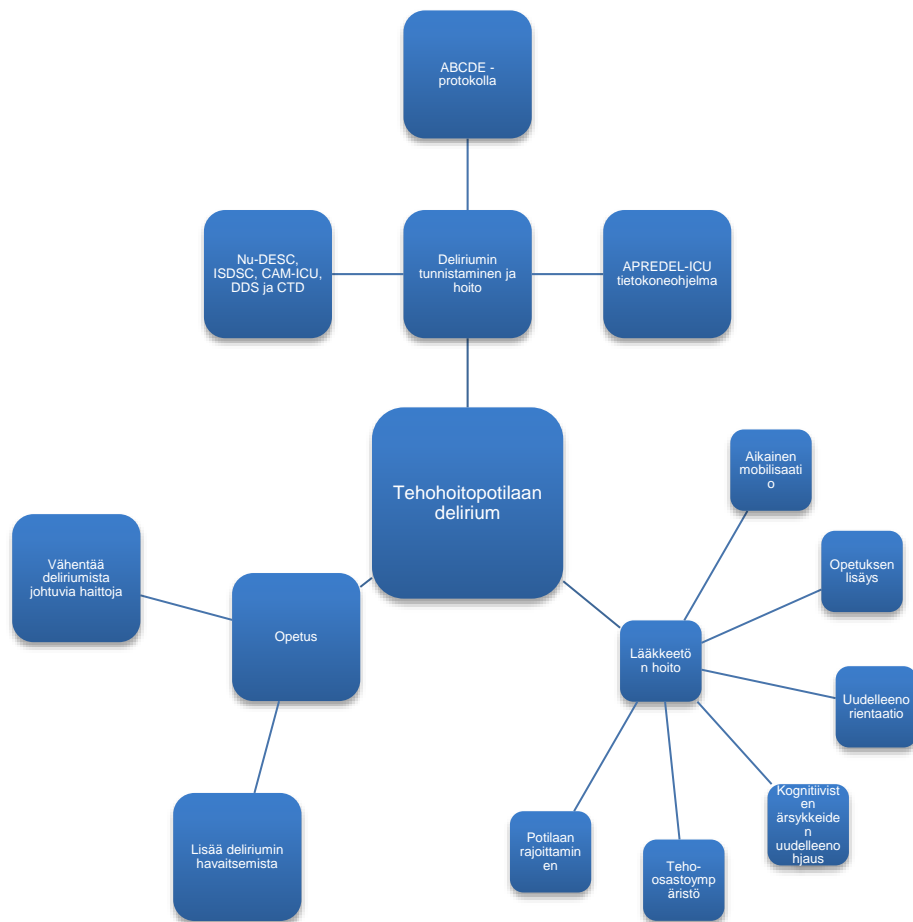 ABCDE -
protokolla
Nu-DESC,
ISDSC, CAM-ICU,
DDS ja CTD
Deliriumin
tunnistaminen ja
hoito
APREDEL-ICU
tietokoneohjelma
Tehohoitopotilaan
delirium
Aikainen
mobilisaati
o
Opetuksen
lisäys
Vähentää
deliriumista
johtuvia haittoja
Opetus
Lääkkeetö
n hoito
Uudelleeno
rientaatio
Kognitiivist
en
ärsykkeide
n
uudelleeno
hjaus
Potilaan
rajoittamin
en
Teho-
osastoymp
äristö
Lisää deliriumin
havaitsemista